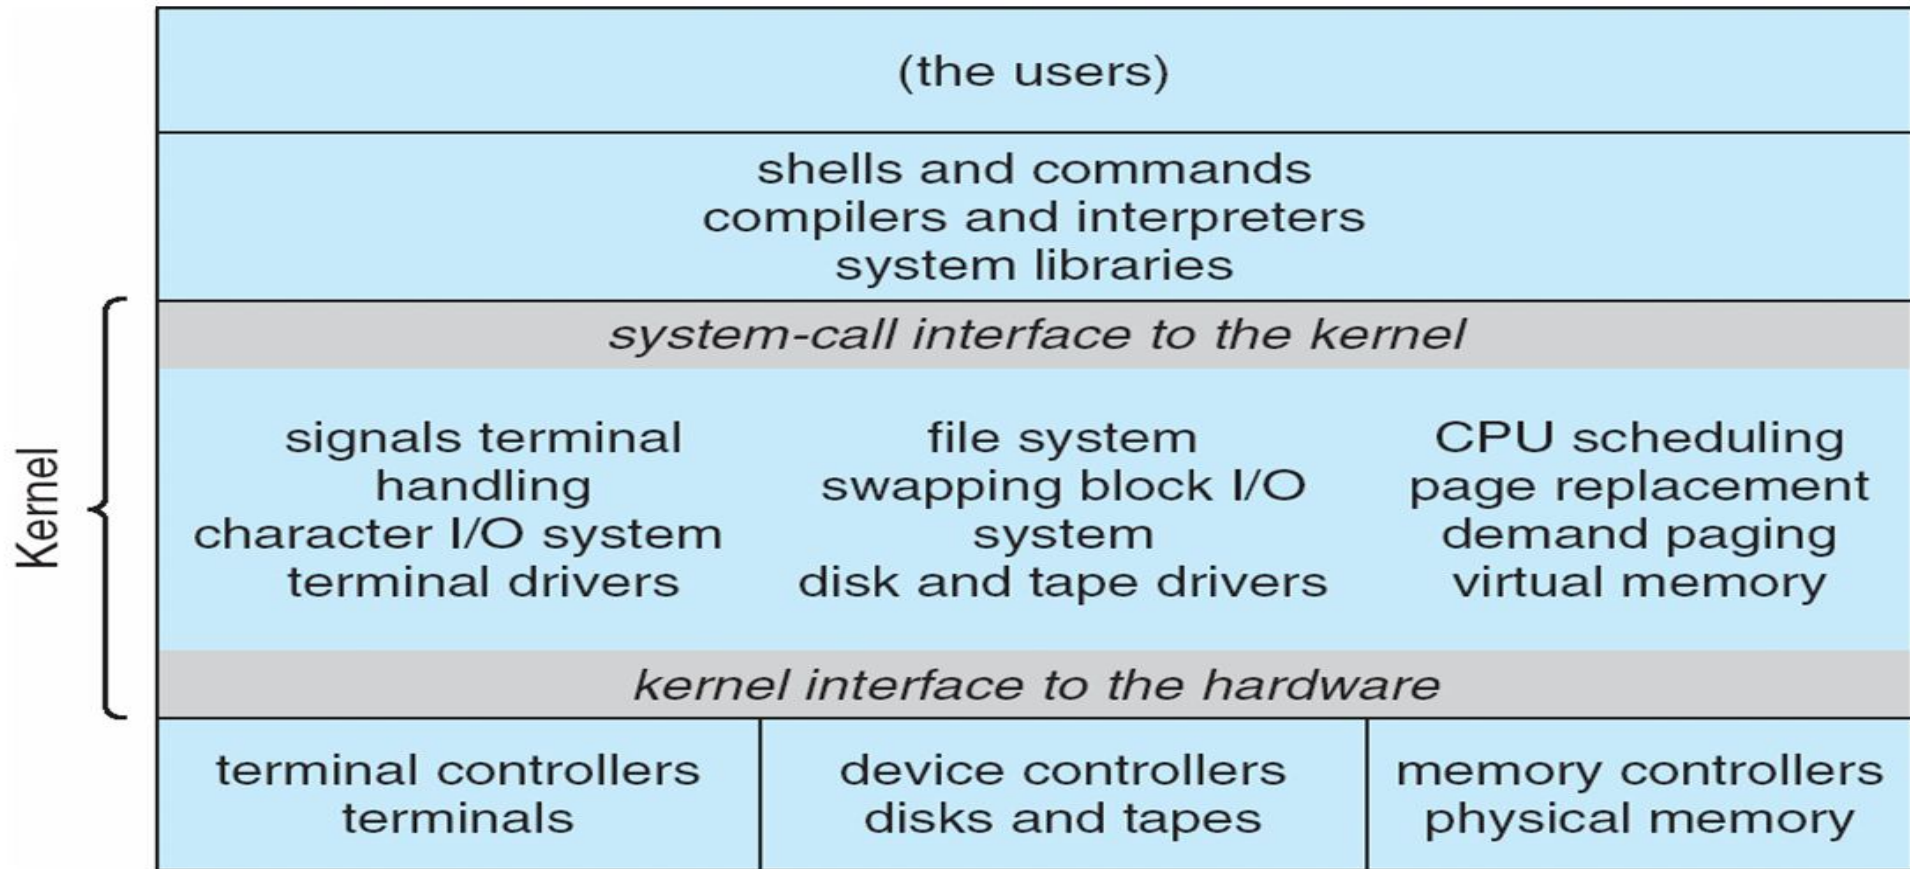 (the users)
shells and commands
compilers and interpreters
system libraries
Kernel
system-call interface to the kernel
signals terminal
handling
character I/O system
terminal drivers
file system
swapping block I/O
system
disk and tape drivers
CPU scheduling
page replacement
demand paging
virtual memory
kernel interface to the hardware
terminal controllers
terminals
device controllers
disks and tapes
memory controllers
physical memory